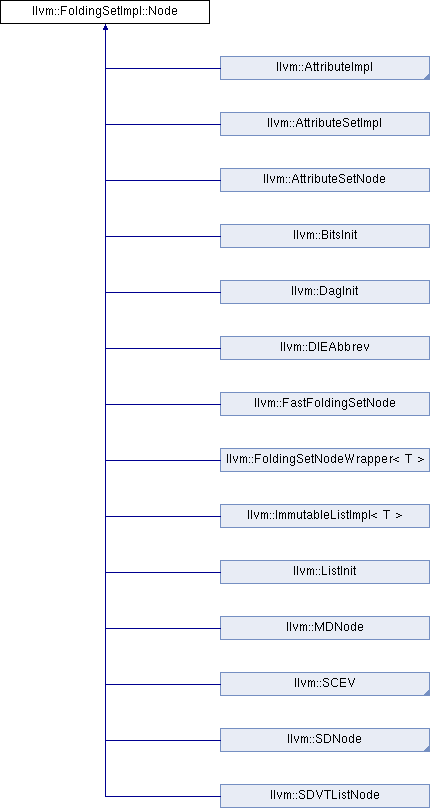 llvm::FoldingSetImpl::Node
llvm::AttributeImpl
llvm::AttributeSetImpl
llvm::AttributeSetNode
llvm::BitsInit
llvm::DagInit
llvm::DIEAbbrev
llvm::FastFoldingSetNode
llvm::FoldingSetNodeWrapper< T >
llvm::ImmutableListImpl< T >
llvm::ListInit
llvm::MDNode
llvm::SCEV
llvm::SDNode
llvm::SDVTListNode